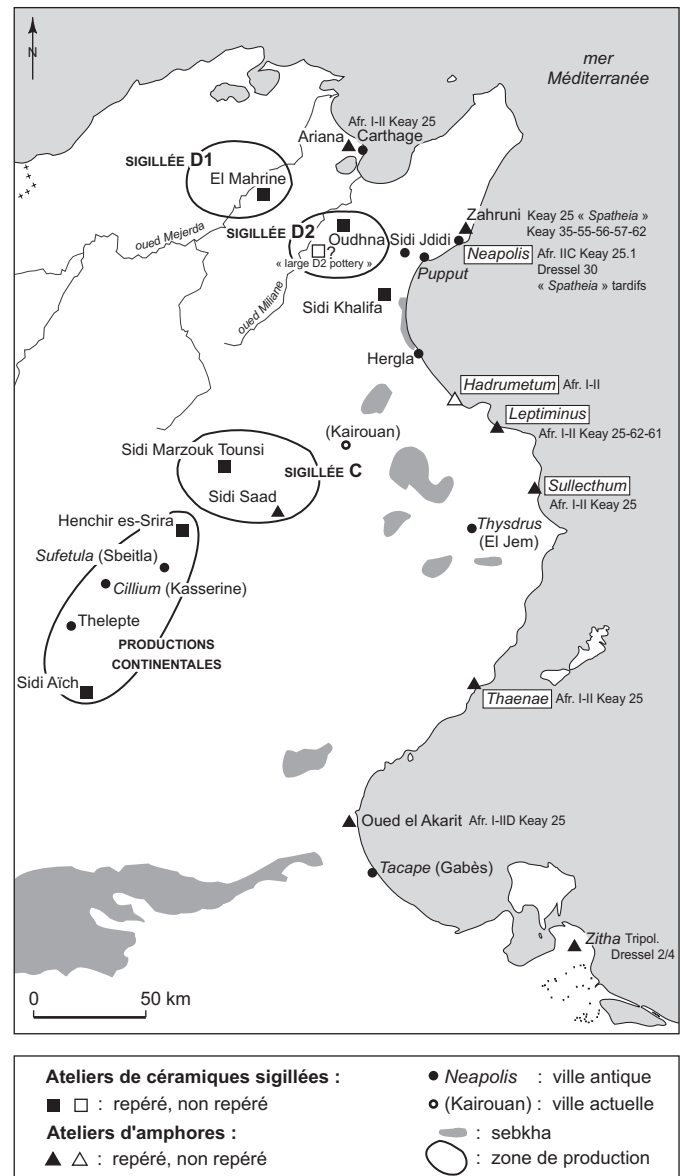 N
mer
Méditerranée
Afr. I-II Keay 25
Ariana Carthage
SIGILLÉE D1
El Mahrine
oued Mejerda
SIGILLÉE D2
Zahruni Keay 25 « Spatheia »
Keay 35-55-56-57-62
Oudhna Sidi Jdidi
?
« large D2 pottery »
Neapolis Afr. IIC Keay 25.1
Dressel 30
« Spatheia » tardifs
Pupput
oued Miliane
Sidi Khalifa
Hergla
Hadrumetum Afr. I-II
Leptiminus
Afr. I-II Keay 25-62-61
(Kairouan)
Sidi Marzouk Tounsi
SIGILLÉE C
Sidi Saad
Sullecthum
Afr. I-II Keay 25
Henchir es-Srira
Thysdrus
(El Jem)
Sufetula (Sbeitla)
Cillium (Kasserine)
Thelepte
PRODUCTIONS
CONTINENTALES
Sidi Aïch
Thaenae Afr. I-II Keay 25
Oued el Akarit Afr. I-IID Keay 25
Tacape (Gabès)
Zitha Tripol.
Dressel 2/4
0 50 km
Ateliers de céramiques sigillées :
: repéré, non repéré
Ateliers d'amphores :
: repéré, non repéré
Neapolis : ville antique
(Kairouan) : ville actuelle
: sebkha
: zone de production